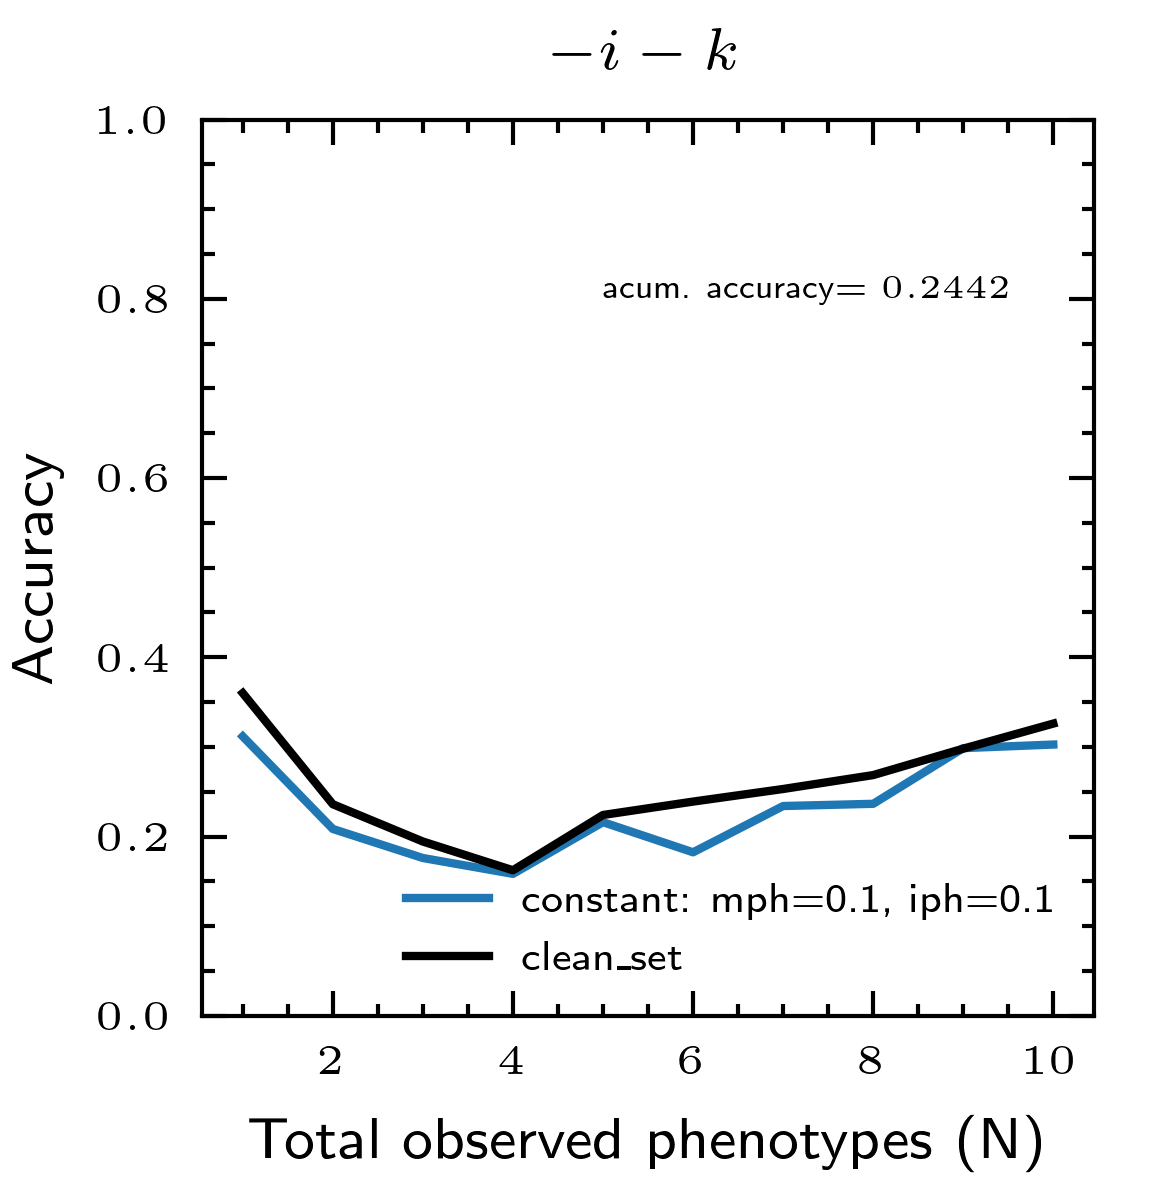 −i − k
1.0
0.8
0.6
0.4
0.2
0.0
Accuracy
acum. accuracy= 0.2442
constant: mph=0.1, iph=0.1
clean_set
2 4 6 8 10
Total observed phenotypes (N)